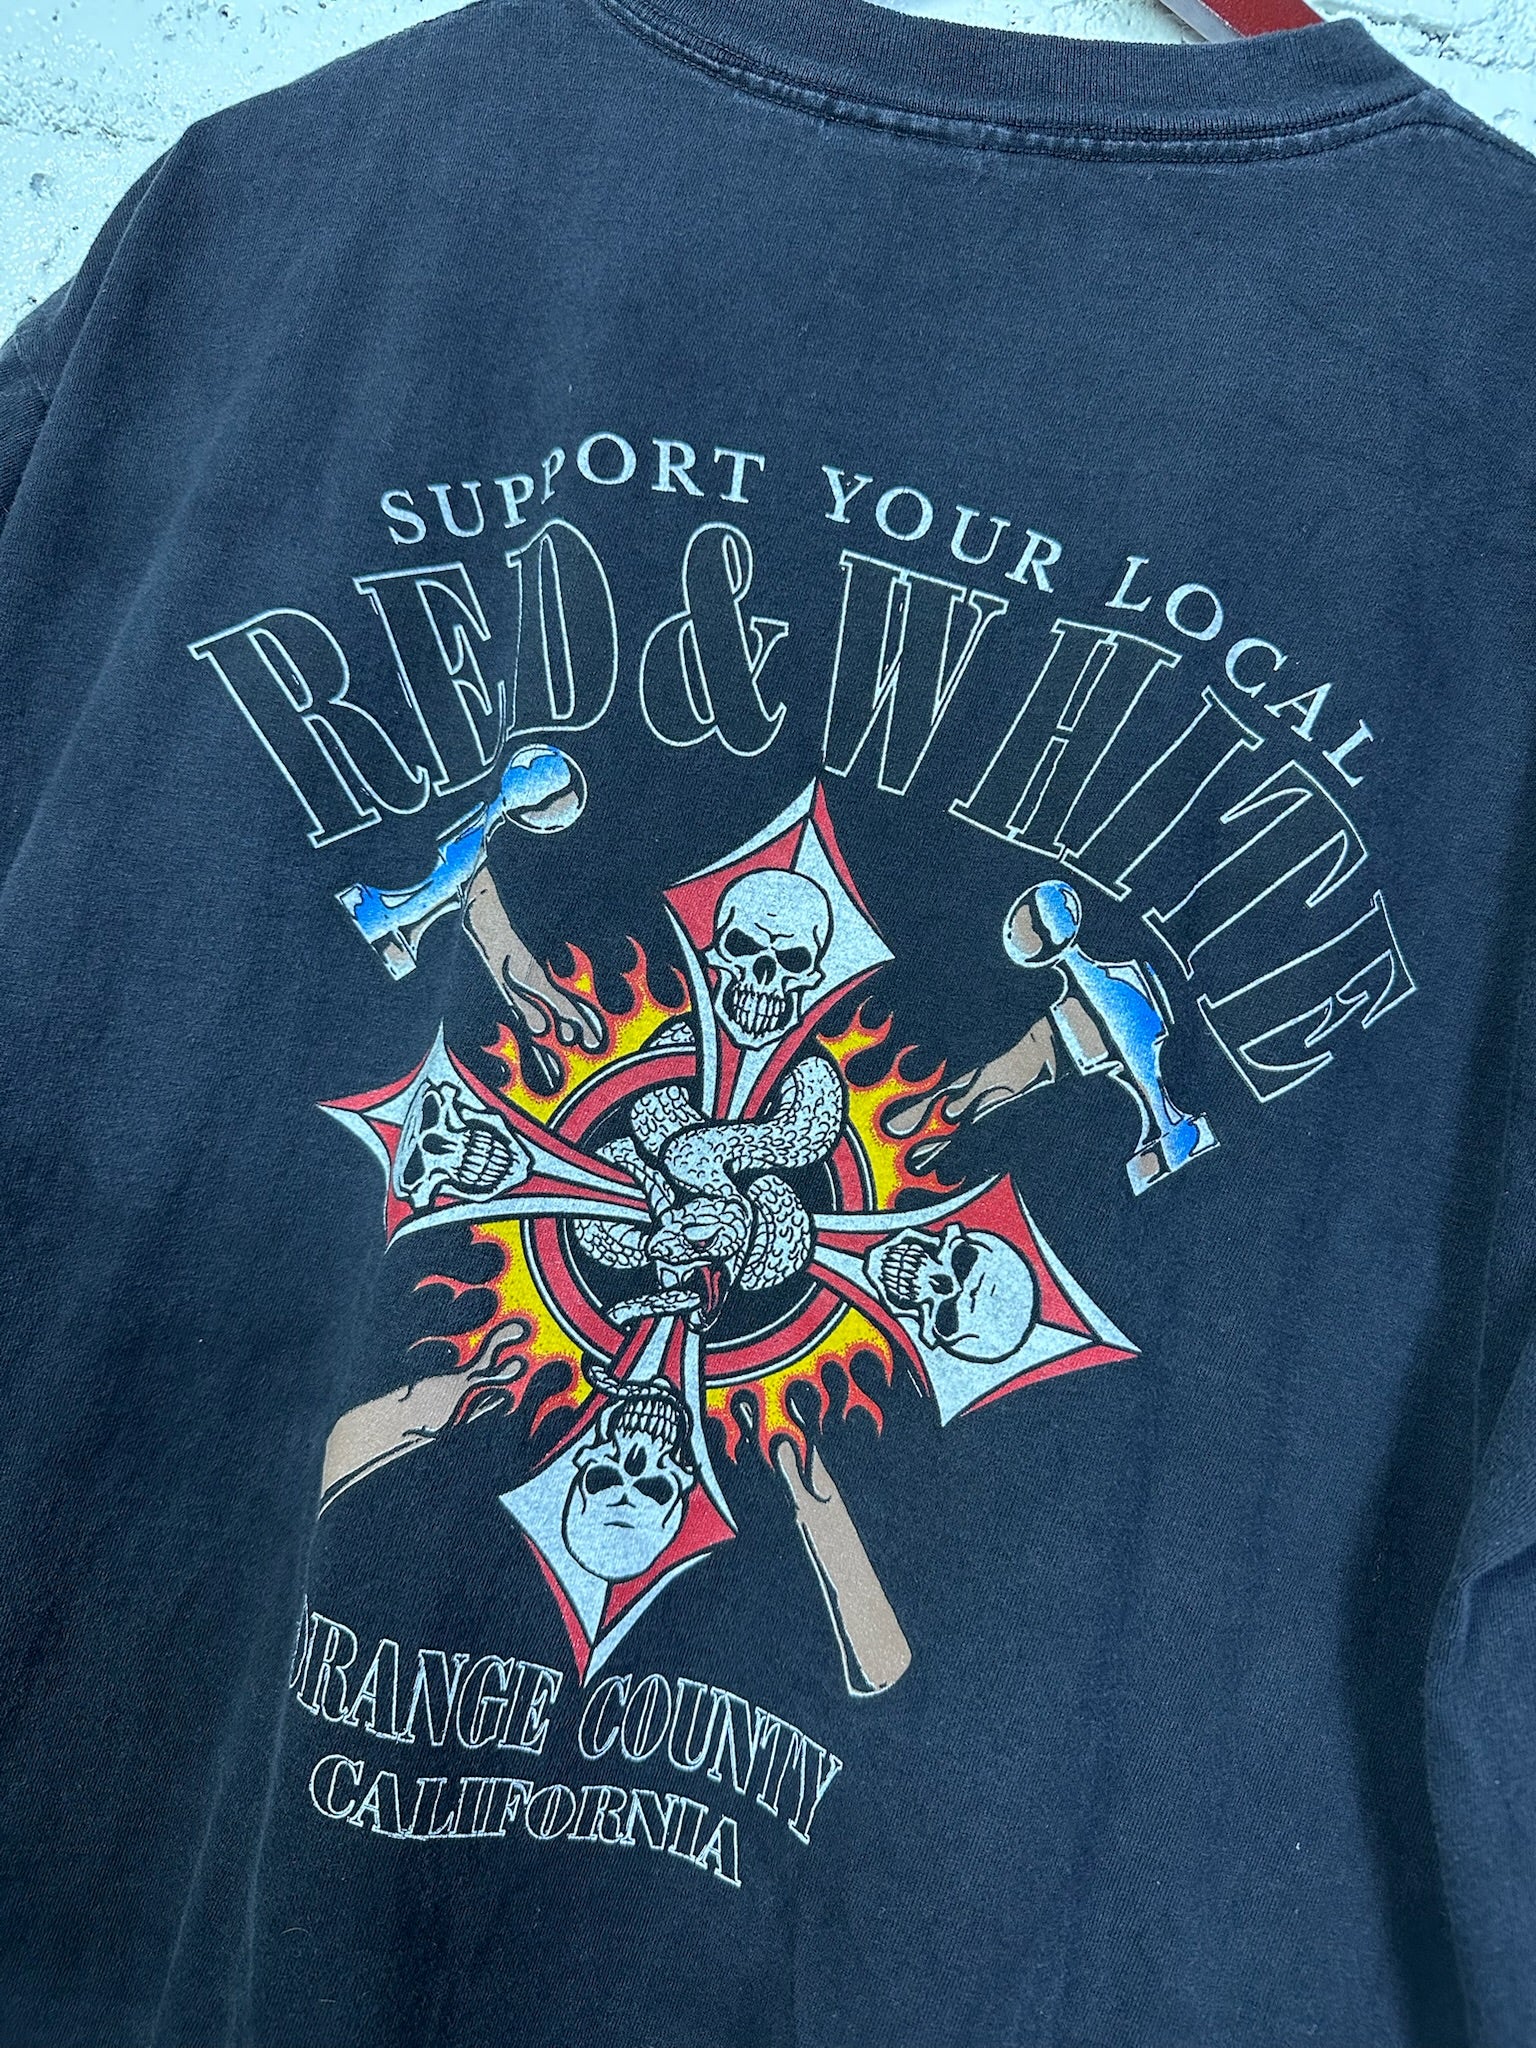 SUPPORT YOUR LOCAL
RED & WHITE
ORANGE COUNTY
CALIFORNIA